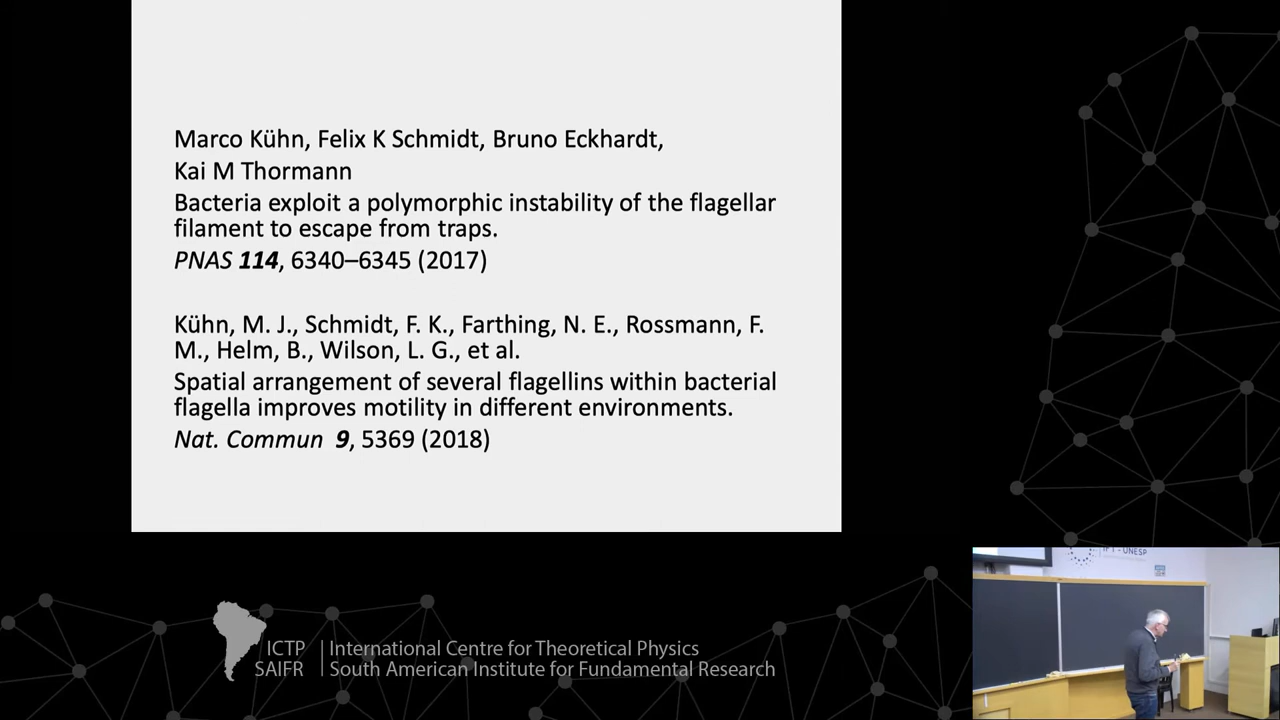 Marco Kühn, Felix K Schmidt, Bruno Eckhardt,
Kai M Thormann
Bacteria exploit a polymorphic instability of the flagellar
filament to escape from traps.
PNAS 114, 6340–6345 (2017)
Kühn, M. J., Schmidt, F. K., Farthing, N. E., Rossmann, F.
M., Helm, B., Wilson, L. G., et al.
Spatial arrangement of several flagellins within bacterial
flagella improves motility in different environments.
Nat. Commun 9, 5369 (2018)
ICTP
SAIFR
International Centre for Theoretical Physics
South American Institute for Fundamental Research
IFT - UNESP